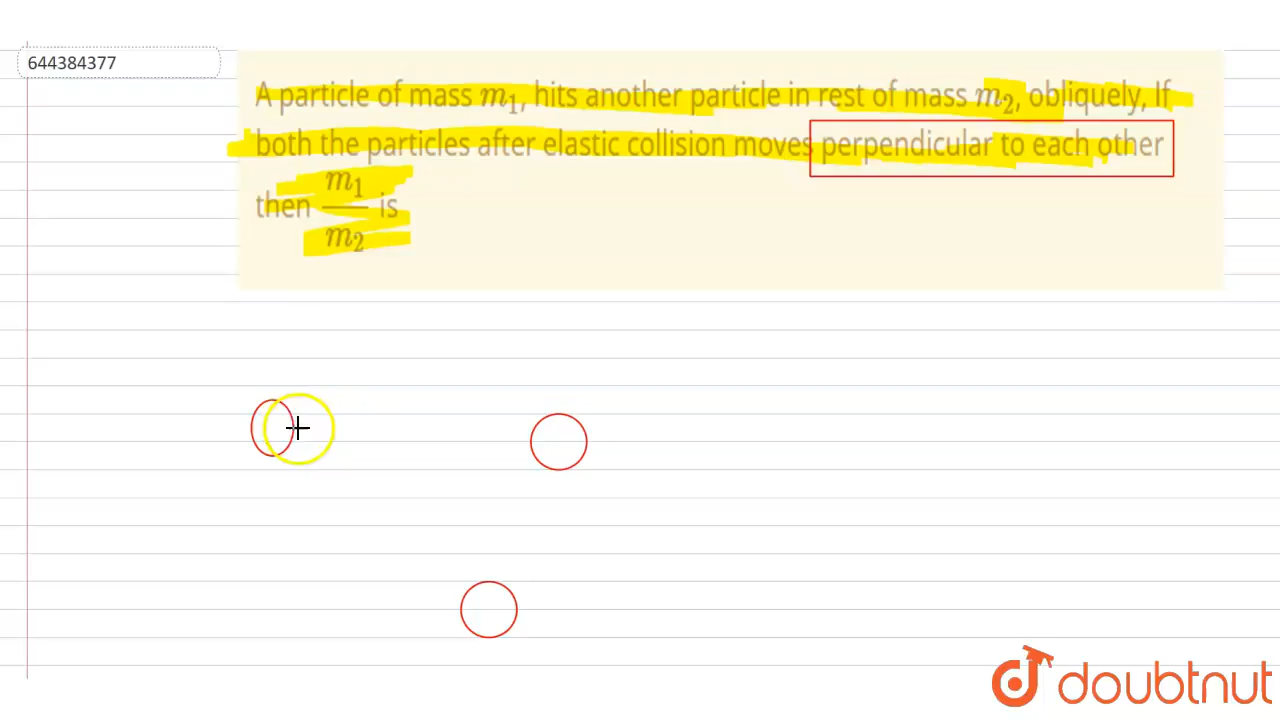 644384377
A particle of mass m₁, hits another particle in rest of mass m₂, obliquely, If
both the particles after elastic collision moves perpendicular to each other
then m₁/m₂ is
doubtnut